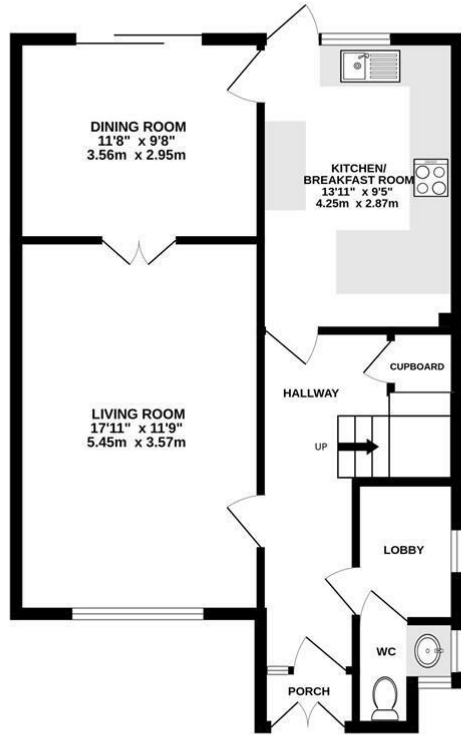 DINING ROOM
11'8" x 9'8"
3.56m x 2.95m
KITCHEN/
BREAKFAST ROOM
13'11" x 9'5"
4.25m x 2.87m
CUPBOARD
HALLWAY
LIVING ROOM
17'11" x 11'9"
5.45m x 3.57m
UP
LOBBY
WC
PORCH